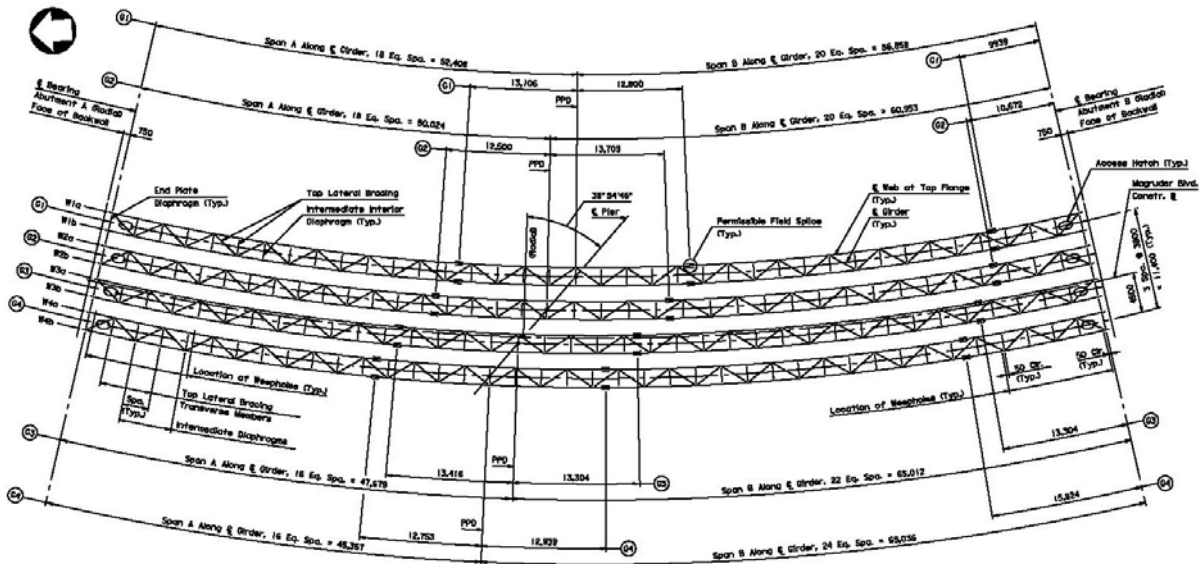 G1
Span A Along ℄ Girder, 18 Eq. Spa. = 52,408
Span B Along ℄ Girder, 20 Eq. Spa. = 56,858
9939
G1
G2
13,106
12,800
G1
PPD
℄ Bearing
Abutment A (Radial)
Face of Backwall
750
Span A Along ℄ Girder, 18 Eq. Spa. = 50,024
Span B Along ℄ Girder, 20 Eq. Spa. = 60,953
10,672
G2
℄ Bearing
Abutment B (Radial)
Face of Backwall
750
12,500
13,709
G2
PPD
End Plate
Diaphragm (Typ.)
Top Lateral Bracing
Intermediate Interior
Diaphragm (Typ.)
38° 54'46"
℄ Pier
(Radial)
Permissible Field Splice
(Typ.)
℄ Web at Top Flange
(Typ.)
℄ Girder
(Typ.)
Access Hatch (Typ.)
Magruder Blvd.
Constr. ℄
G1
W1a
W1b
G2
W2a
W2b
G3
W3a
W3b
G4
W4a
W4b
Location of Weepholes (Typ.)
Spa.
(Typ.)
Top Lateral Bracing
Transverse Members
Intermediate Diaphragms
Location of Weepholes (Typ.)
50 Clr.
(Typ.)
50 Clr.
(Typ.)
G3
Span A Along ℄ Girder, 16 Eq. Spa. = 47,679
13,416
PPD
13,304
G3
Span B Along ℄ Girder, 22 Eq. Spa. = 65,012
13,304
G3
G4
Span A Along ℄ Girder, 16 Eq. Spa. = 45,357
12,753
PPD
12,939
G4
Span B Along ℄ Girder, 24 Eq. Spa. =
15,824
G4